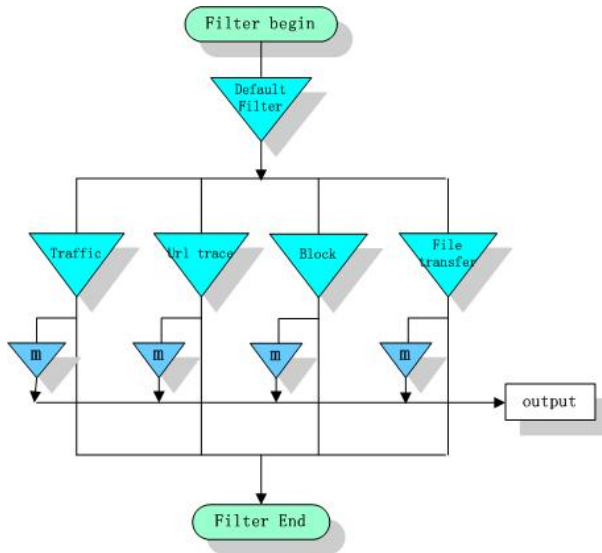 Filter begin
Default
Filter
Traffic
Url trace
Block
File
transfer
m
m
m
m
output
Filter End